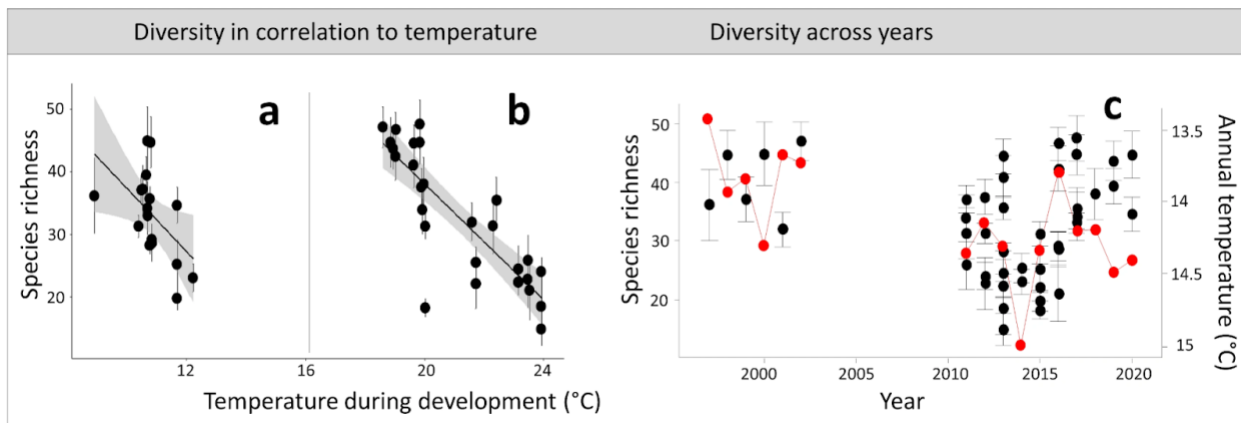 Diversity in correlation to temperature
Diversity across years
a
b
c
Species richness
50
40
30
20
12
16
20
24
Temperature during development (°C)
Species richness
50
40
30
20
2000
2005
2010
2015
2020
Year
13.5
14
14.5
15
Annual temperature (°C)